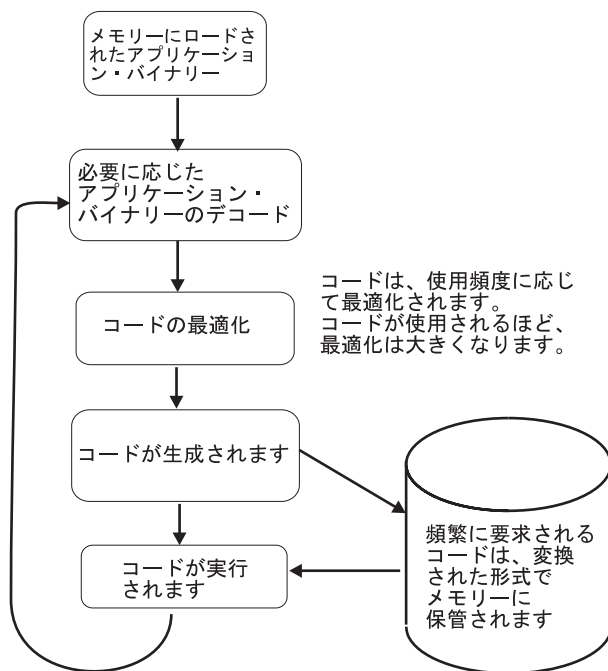 メモリーにロードさ
れたアプリケーショ
ン・バイナリー
必要に応じた
アプリケーション・
バイナリーのデコード
コードの最適化
コードは、使用頻度に応じ
て最適化されます。
コードが使用されるほど、
最適化は大きくなります。
コードが生成されます
頻繁に要求される
コードは、変換
された形式で
メモリーに
保管されます
コードが実行
されます